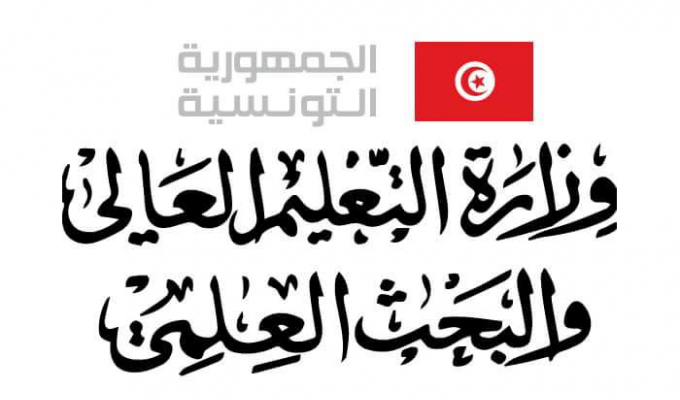 الجمهورية
التونسية
وزارة التعليم العالي
والبحث العلمي